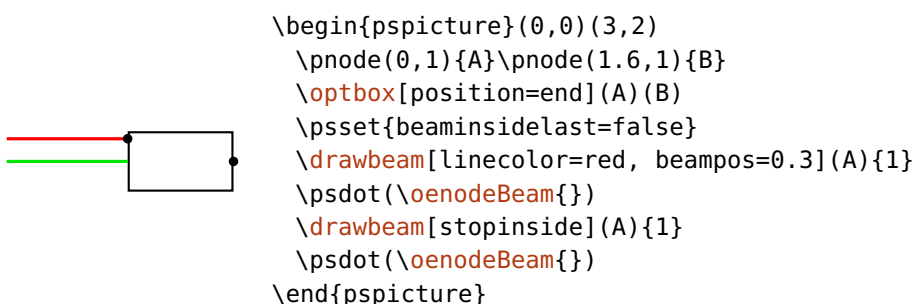 \begin{pspicture}(0,0)(3,2)
\pnode(0,1){A}\pnode(1.6,1){B}
\optbox[position=end](A)(B)
\psset{beaminsidelast=false}
\drawbeam[linecolor=red, beampos=0.3](A){1}
\psdot(\oenodeBeam{})
\drawbeam[stopinside](A){1}
\psdot(\oenodeBeam{})
\end{pspicture}